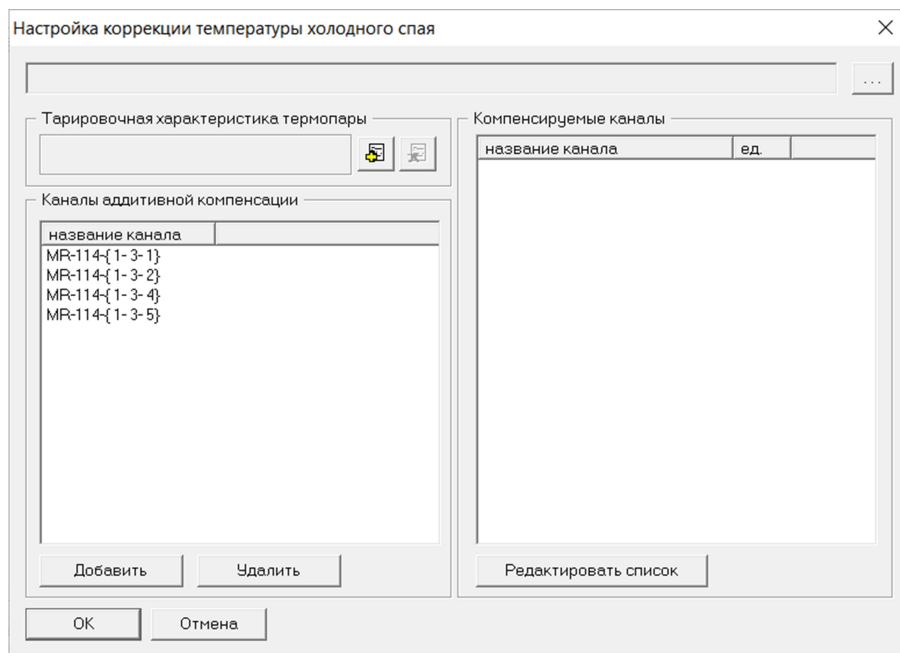 Настройка коррекции температуры холодного спая
...
Тарировочная характеристика термопары
Каналы аддитивной компенсации
название канала
MR-114-{ 1- 3- 1}
MR-114-{ 1- 3- 2}
MR-114-{ 1- 3- 4}
MR-114-{ 1- 3- 5}
Добавить
Удалить
Компенсируемые каналы
название канала
ед.
Редактировать список
OK
Отмена